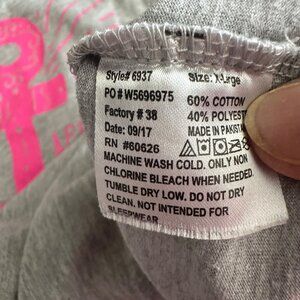 Style# 6937 Size: X-Large
PO # W5696975 60% COTTON
Factory # 38 40% POLYEST
Date: 09/17 MADE IN PAKIST
RN #60626
MACHINE WASH COLD. ONLY NON
CHLORINE BLEACH WHEN NEEDED
TUMBLE DRY LOW. DO NOT DRY
CLEAN. NOT INTENDED FOR
SLEEPWEAR